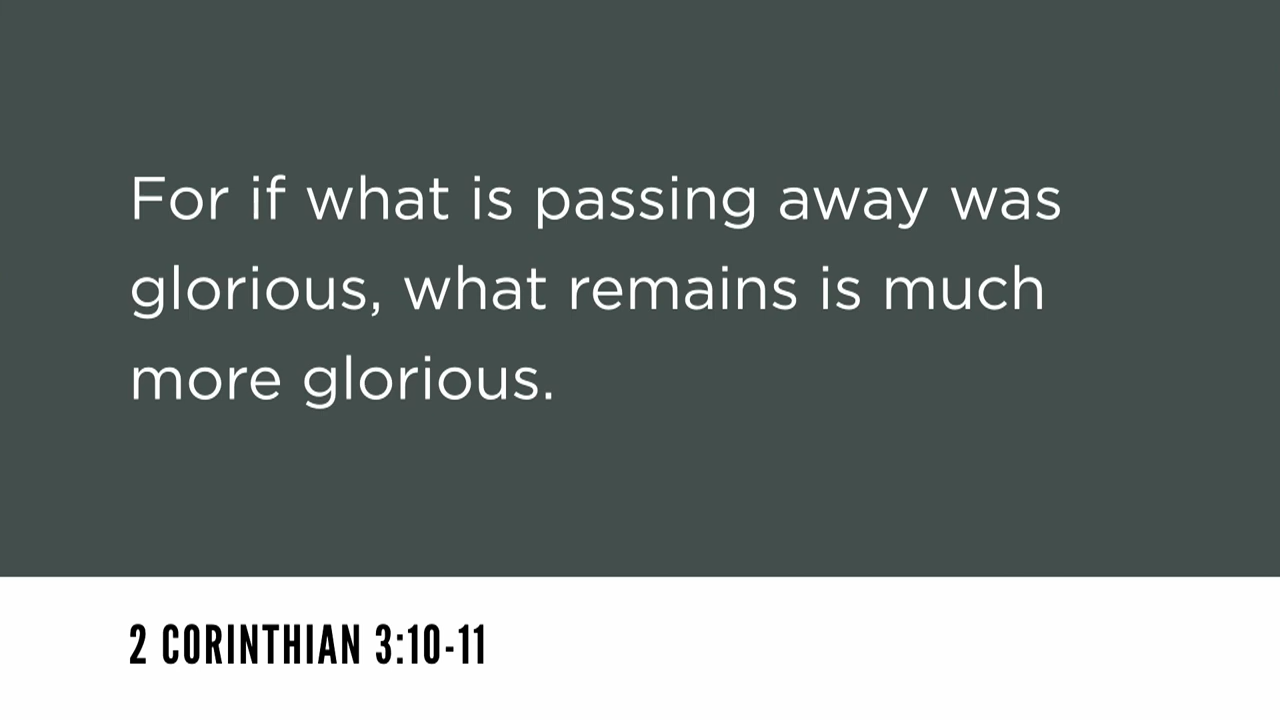 For if what is passing away was
glorious, what remains is much
more glorious.
2 CORINTHIAN 3:10-11